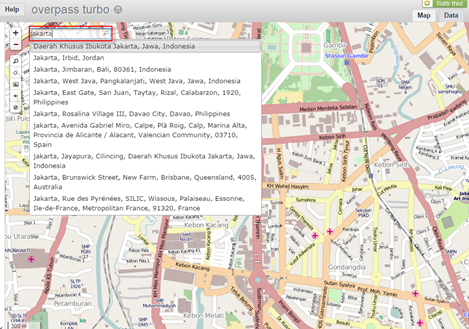 Help
overpass turbo
Flattr this!
Map
Data
jakarta
Daerah Khusus Ibukota Jakarta, Jawa, Indonesia
Jakarta, Irbid, Jordan
Jakarta, Jimbaran, Bali, 80361, Indonesia
Jakarta, West Java, Pangkalanjati, West Java, Jawa, Indonesia
Jakarta, East Gate, San Juan, Taytay, Rizal, Calabarzon, 1920,
Philippines
Jakarta, Rosalina Village III, Davao City, Davao, Philippines
Jakarta, Avenida Gabriel Miro, Calpe, Plà Roig, Calp, Marina Alta,
Provincia de Alicante / Alacant, Valencian Community, 03710,
Spain
Jakarta, Jayapura, Cilincing, Daerah Khusus Ibukota Jakarta, Jawa,
Indonesia
Jakarta, Brunswick Street, New Farm, Brisbane, Queensland, 4005,
Australia
Jakarta, Rue des Pyrénées, SILIC, Wissous, Palaiseau, Essonne,
Île-de-France, Metropolitan France, 91320, France
Gambir
Stasiun Gambir
Medan Merdeka Selatan
Kebon Sirih
KH Wahid Hasyim
Kebon Kacang
Gondangdia
Petamburan
Kebon Melati